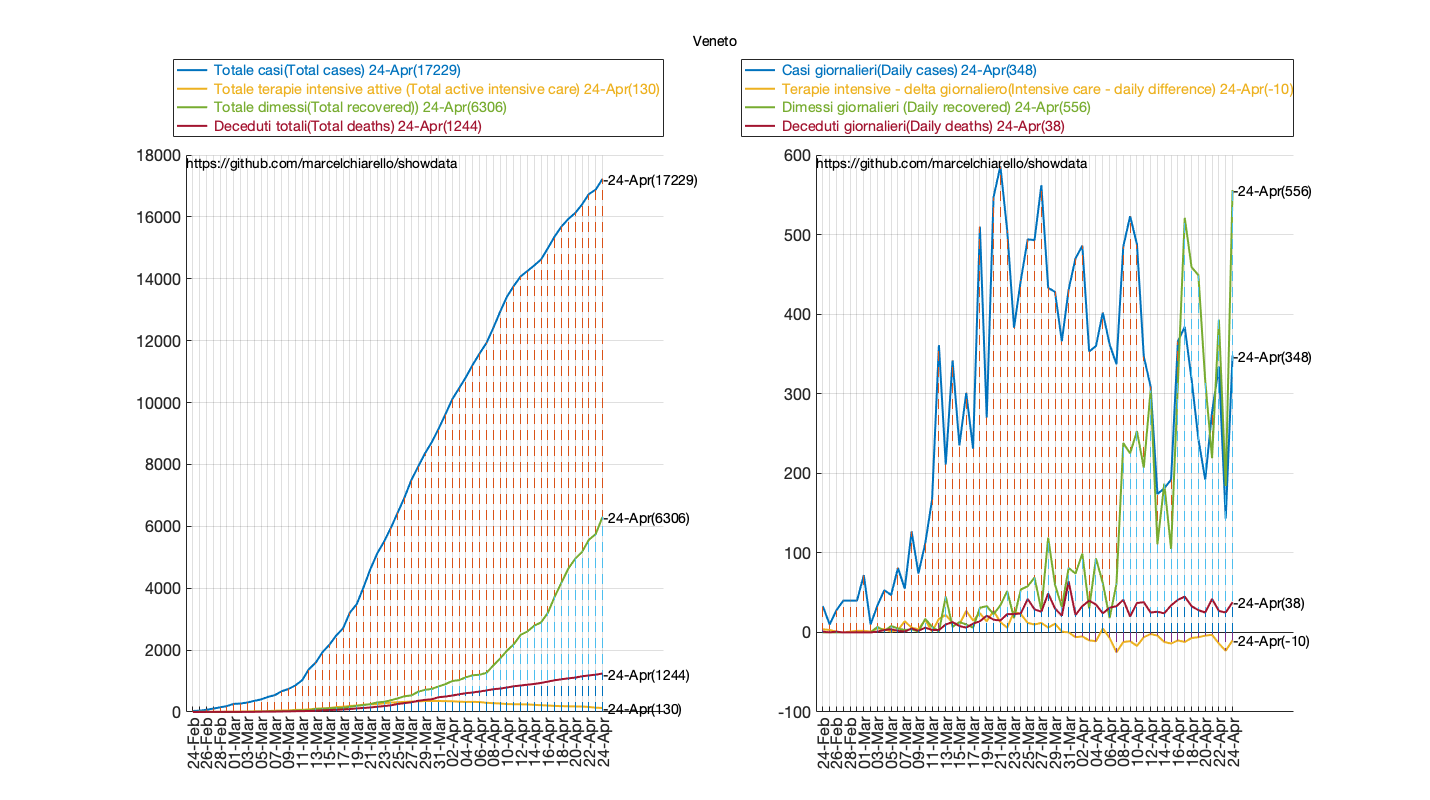 Veneto
Totale casi(Total cases) 24-Apr(17229)
Totale terapie intensive attive (Total active intensive care) 24-Apr(130)
Totale dimessi(Total recovered)) 24-Apr(6306)
Deceduti totali(Total deaths) 24-Apr(1244)
18000
https://github.com/marcelchiarello/showdata
-24-Apr(17229)
16000
14000
12000
10000
8000
6000
-24-Apr(6306)
4000
2000
-24-Apr(1244)
0
-24-Apr(130)
24-Feb
26-Feb
28-Feb
01-Mar
03-Mar
05-Mar
07-Mar
09-Mar
11-Mar
13-Mar
15-Mar
17-Mar
19-Mar
21-Mar
23-Mar
25-Mar
27-Mar
29-Mar
31-Mar
02-Apr
04-Apr
06-Apr
08-Apr
10-Apr
12-Apr
14-Apr
16-Apr
18-Apr
20-Apr
22-Apr
24-Apr
Casi giornalieri(Daily cases) 24-Apr(348)
Terapie intensive - delta giornaliero(Intensive care - daily difference) 24-Apr(-10)
Dimessi giornalieri (Daily recovered) 24-Apr(556)
Deceduti giornalieri(Daily deaths) 24-Apr(38)
600
https://github.com/marcelchiarello/showdata
-24-Apr(556)
500
400
-24-Apr(348)
300
200
100
-24-Apr(38)
0
-24-Apr(-10)
-100
24-Feb
26-Feb
28-Feb
01-Mar
03-Mar
05-Mar
07-Mar
09-Mar
11-Mar
13-Mar
15-Mar
17-Mar
19-Mar
21-Mar
23-Mar
25-Mar
27-Mar
29-Mar
31-Mar
02-Apr
04-Apr
06-Apr
08-Apr
10-Apr
12-Apr
14-Apr
16-Apr
18-Apr
20-Apr
22-Apr
24-Apr